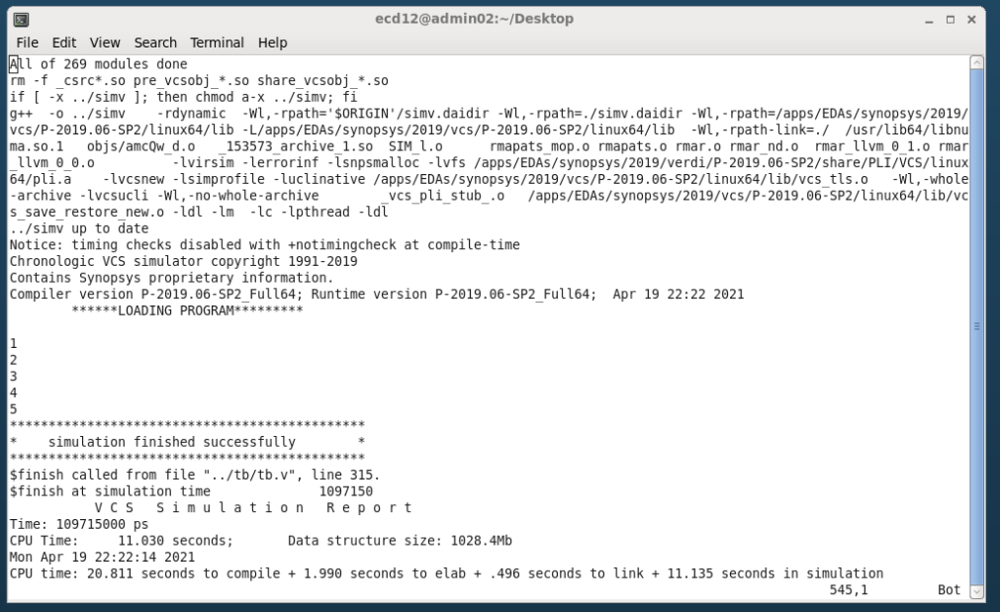 ecd12@admin02:~/Desktop
File Edit View Search Terminal Help
All of 269 modules done
rm -f _csrc*.so pre_vcsobj_*.so share_vcsobj_*.so
if [ -x ../simv ]; then chmod a-x ../simv; fi
g++  -o ../simv    -rdynamic  -Wl,-rpath='$ORIGIN'/simv.daidir -Wl,-rpath=./simv.daidir -Wl,-rpath=/apps/EDAs/synopsys/2019/
vcs/P-2019.06-SP2/linux64/lib -L/apps/EDAs/synopsys/2019/vcs/P-2019.06-SP2/linux64/lib  -Wl,-rpath-link=./  /usr/lib64/libnu
ma.so.1   objs/amcQw_d.o   _153573_archive_1.so  SIM_l.o      rmapats_mop.o rmapats.o rmar.o rmar_nd.o  rmar_llvm_0_1.o rmar
_llvm_0_0.o          -lvirsim -lerrorinf -lsnpsmalloc -lvfs /apps/EDAs/synopsys/2019/verdi/P-2019.06-SP2/share/PLI/VCS/linux
64/pli.a    -lvcsnew -lsimprofile -luclinative /apps/EDAs/synopsys/2019/vcs/P-2019.06-SP2/linux64/lib/vcs_tls.o   -Wl,-whole
-archive -lvcsucli -Wl,-no-whole-archive        _vcs_pli_stub_.o   /apps/EDAs/synopsys/2019/vcs/P-2019.06-SP2/linux64/lib/vc
s_save_restore_new.o -ldl -lm  -lc -lpthread -ldl
../simv up to date
Notice: timing checks disabled with +notimingcheck at compile-time
Chronologic VCS simulator copyright 1991-2019
Contains Synopsys proprietary information.
Compiler version P-2019.06-SP2_Full64; Runtime version P-2019.06-SP2_Full64;  Apr 19 22:22 2021
        ******LOADING PROGRAM*********
1
2
3
4
5
**********************************************
*    simulation finished successfully        *
**********************************************
$finish called from file "../tb/tb.v", line 315.
$finish at simulation time              1097150
           V C S   S i m u l a t i o n   R e p o r t
Time: 109715000 ps
CPU Time:     11.030 seconds;       Data structure size: 1028.4Mb
Mon Apr 19 22:22:14 2021
CPU time: 20.811 seconds to compile + 1.990 seconds to elab + .496 seconds to link + 11.135 seconds in simulation
545,1         Bot